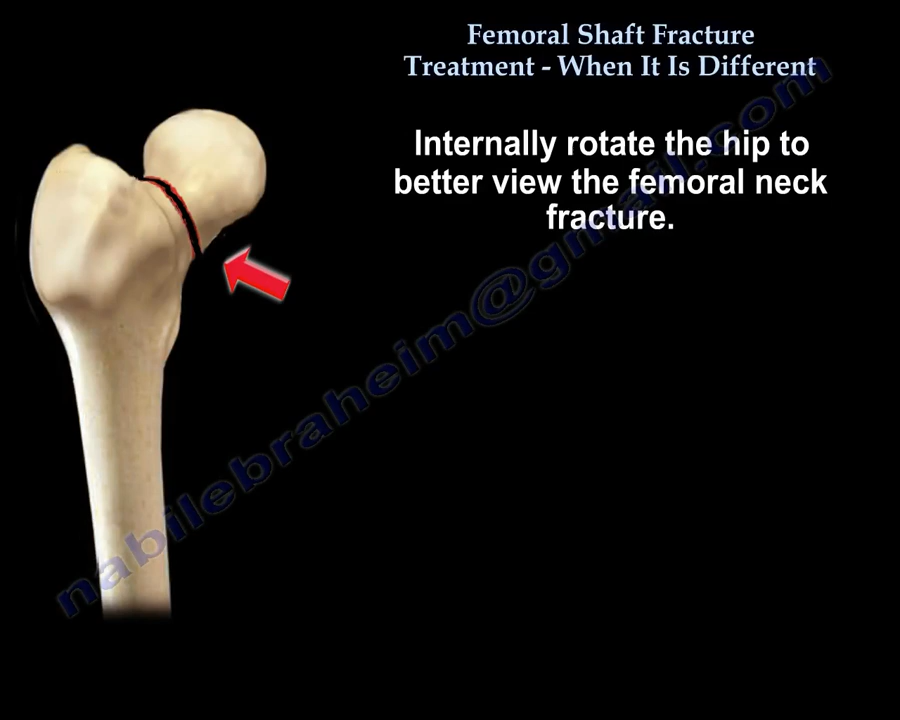 Femoral Shaft Fracture
Treatment - When It Is Different
Internally rotate the hip to
better view the femoral neck
fracture.
nabilebraheim@gmail.com